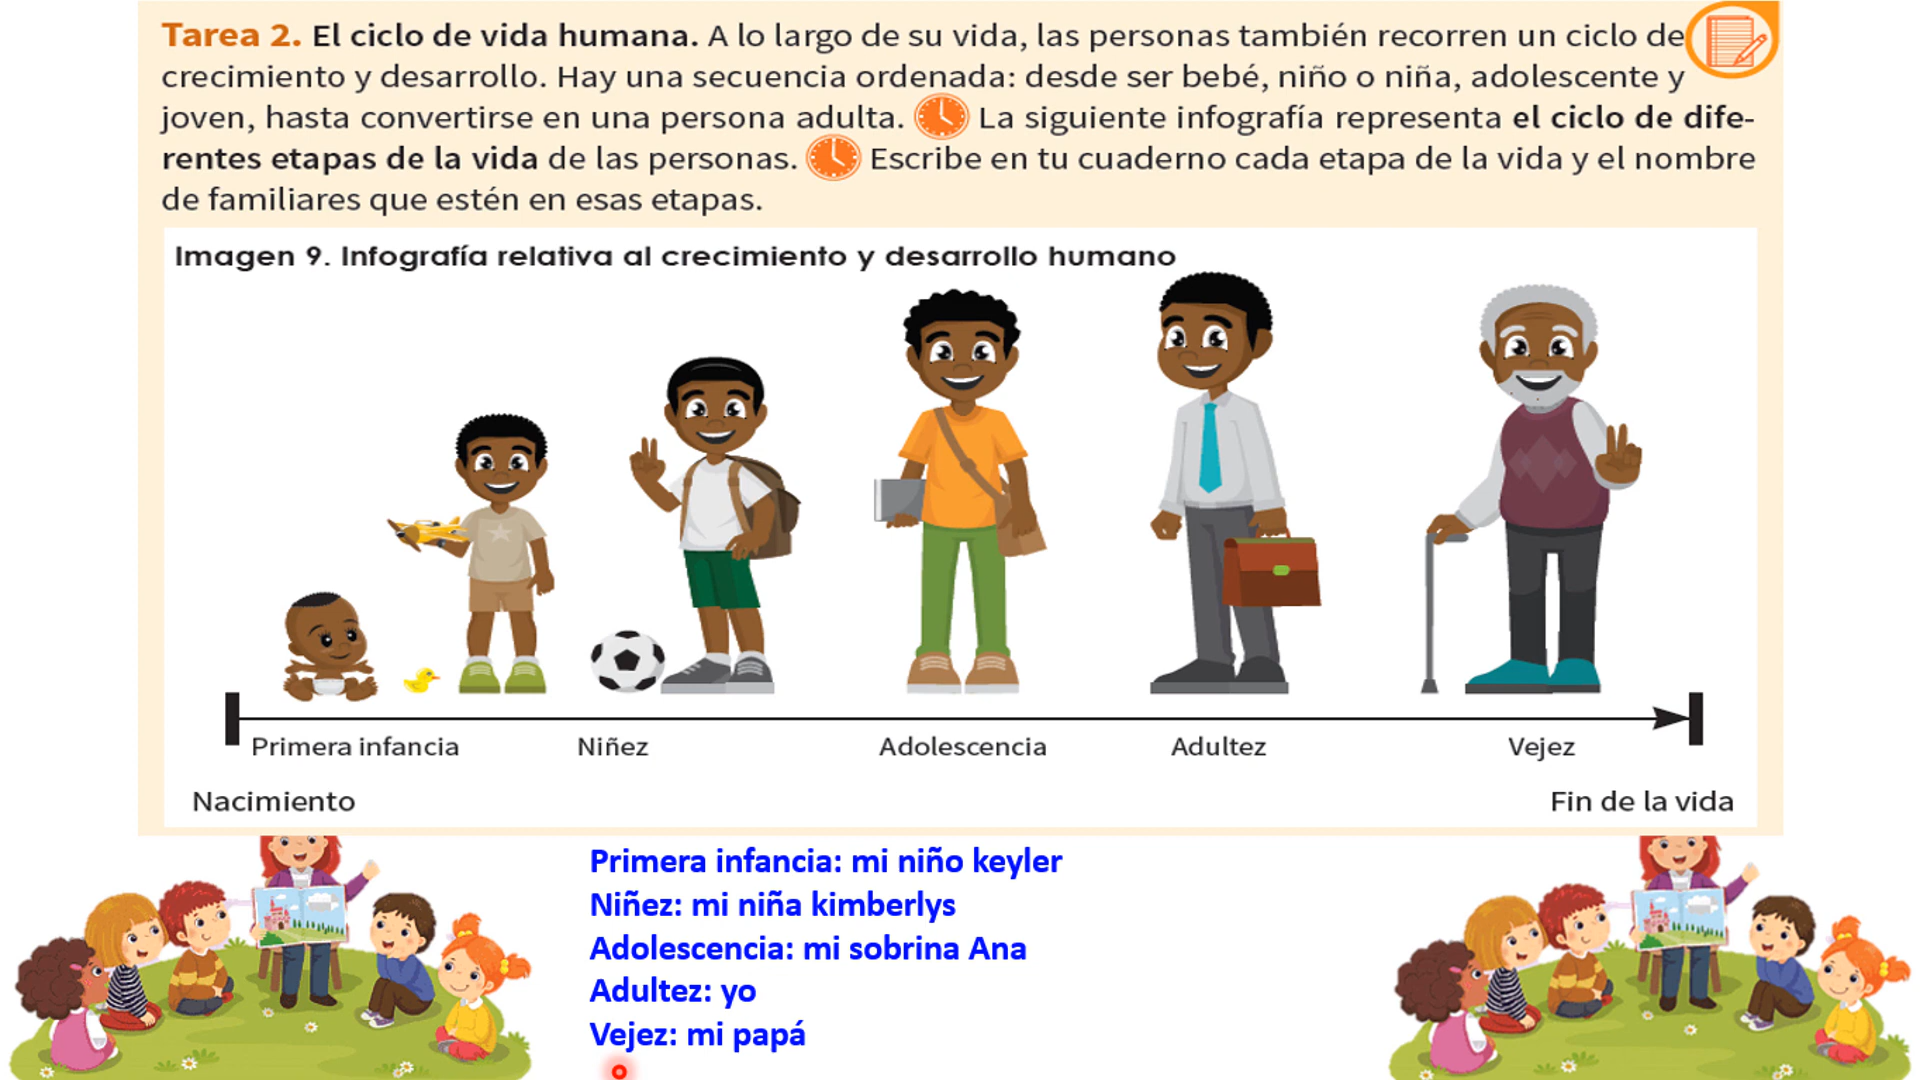 Tarea 2. El ciclo de vida humana. A lo largo de su vida, las personas también recorren un ciclo de
crecimiento y desarrollo. Hay una secuencia ordenada: desde ser bebé, niño o niña, adolescente y
joven, hasta convertirse en una persona adulta. La siguiente infografía representa el ciclo de dife-
rentes etapas de la vida de las personas. Escribe en tu cuaderno cada etapa de la vida y el nombre
de familiares que estén en esas etapas.
Imagen 9. Infografía relativa al crecimiento y desarrollo humano
Primera infancia Niñez Adolescencia Adultez Vejez
Nacimiento Fin de la vida
Primera infancia: mi niño keyler
Niñez: mi niña kimberlys
Adolescencia: mi sobrina Ana
Adultez: yo
Vejez: mi papá